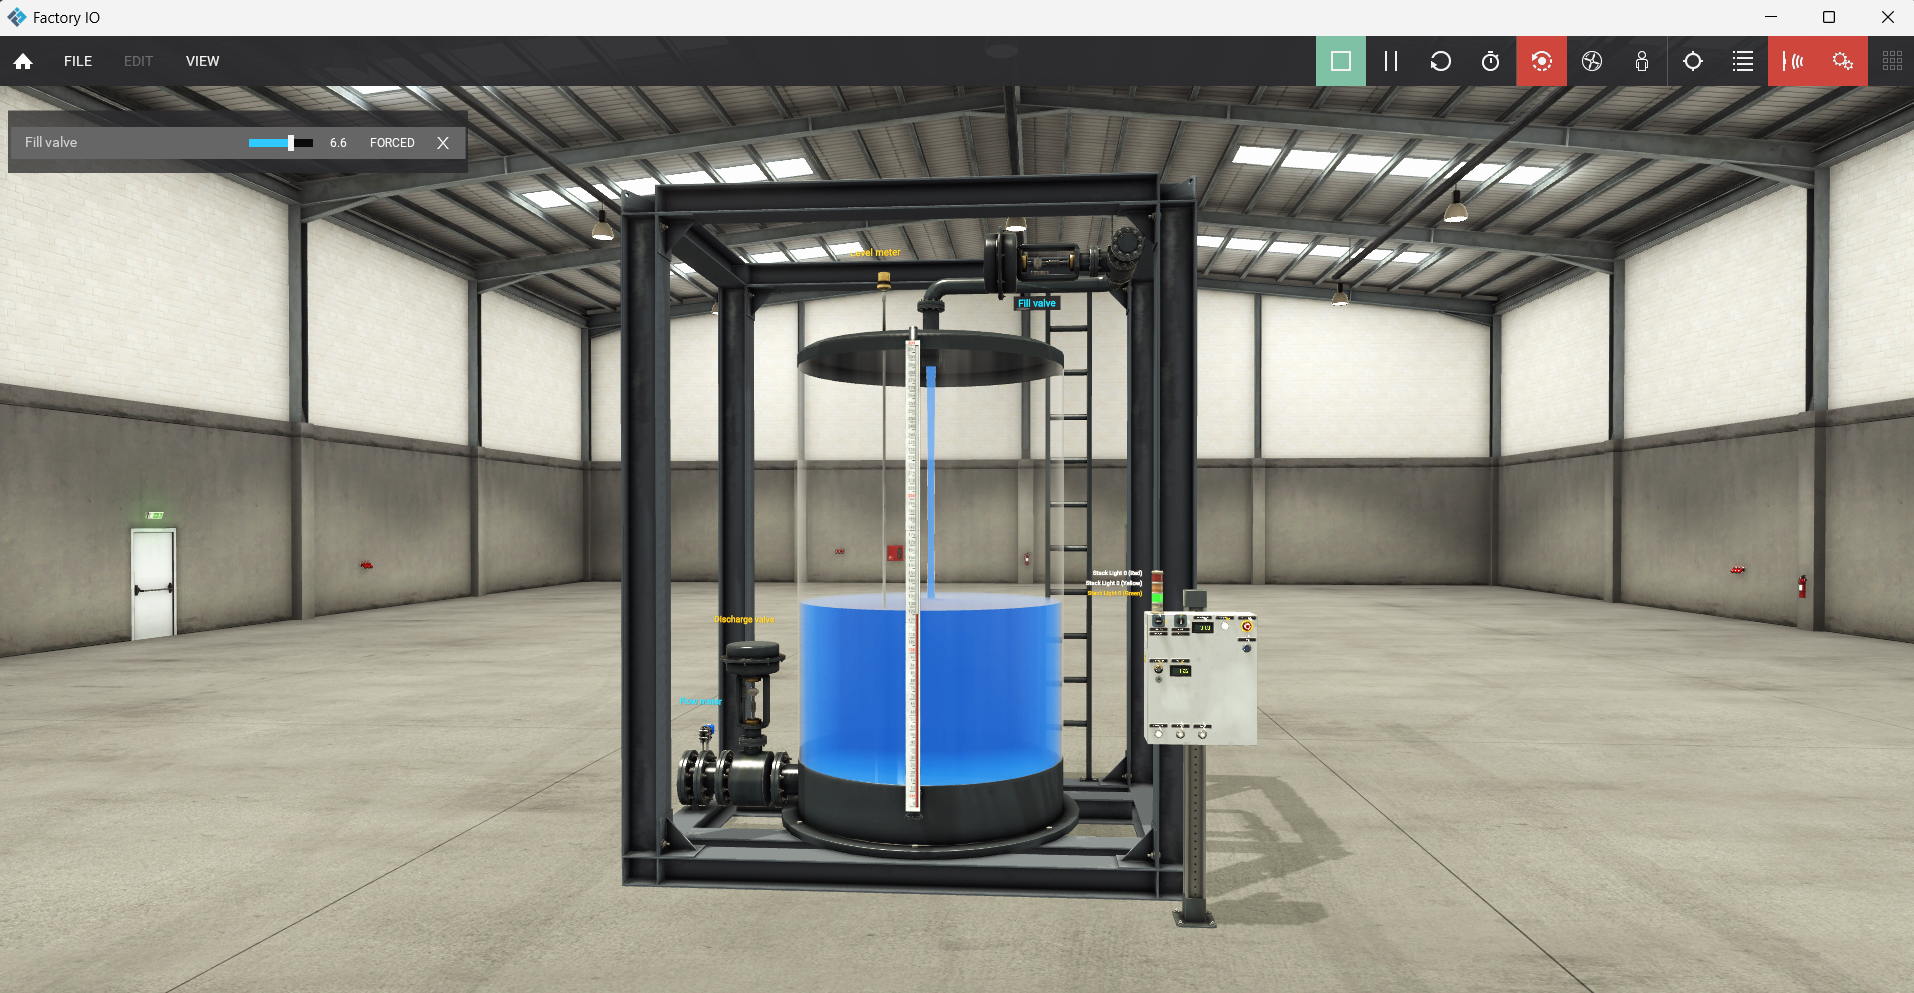 Factory IO
FILE
EDIT
VIEW
Fill valve
6.6
FORCED
Level meter
Fill valve
Stack Light 0 (Red)
Stack Light 0 (Yellow)
Stack Light 0 (Green)
Discharge valve
Flow meter